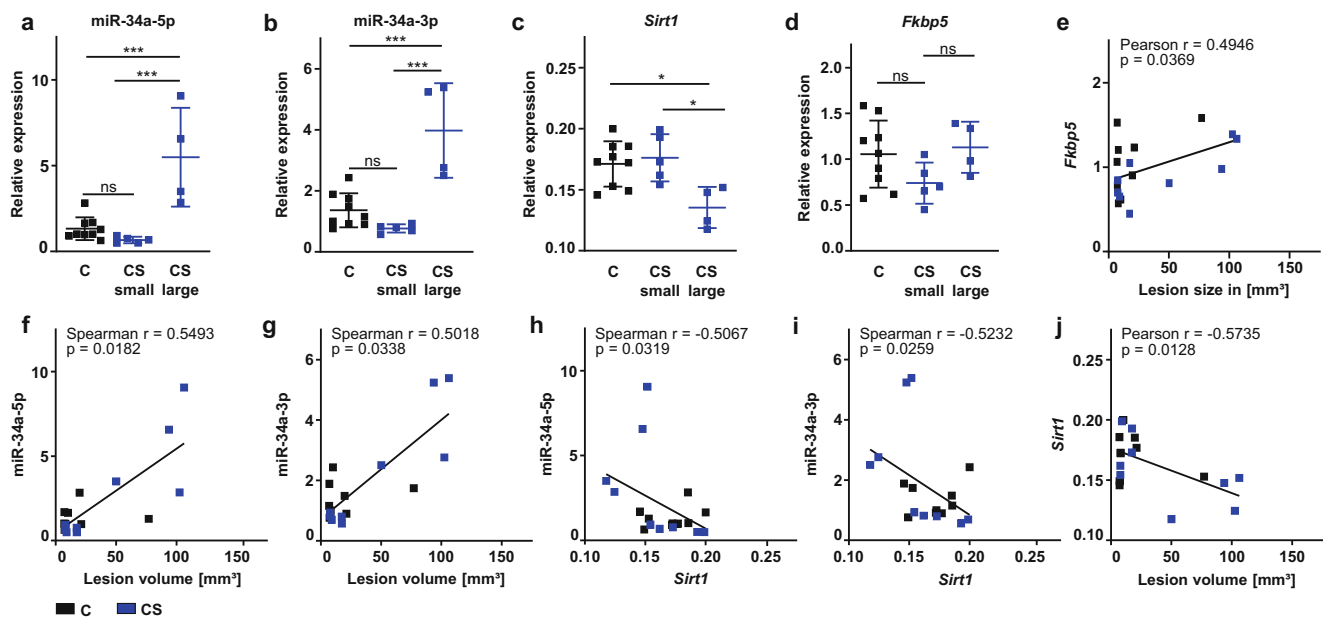 a
miR-34a-5p
Relative expression
10
5
0
***
***
ns
C
CS
CS
small large
b
miR-34a-3p
Relative expression
6
4
2
0
***
***
ns
C
CS
CS
small large
c
Sirt1
Relative expression
0.25
0.20
0.15
0.10
*
*
C
CS
CS
small large
d
Fkbp5
Relative expression
2.0
1.5
1.0
0.5
0.0
ns
ns
C
CS
CS
small large
e
Pearson r = 0.4946
p = 0.0369
Fkbp5
2
1
0
0
50
100
150
Lesion size in [mm³]
f
Spearman r = 0.5493
p = 0.0182
miR-34a-5p
10
5
0
0
50
100
150
Lesion volume [mm³]
g
Spearman r = 0.5018
p = 0.0338
miR-34a-3p
6
4
2
0
0
50
100
150
Lesion volume [mm³]
h
Spearman r = -0.5067
p = 0.0319
miR-34a-5p
10
5
0
0.10
0.15
0.20
Sirt1
i
Spearman r = -0.5232
p = 0.0259
miR-34a-3p
6
4
2
0
0.10
0.15
0.20
Sirt1
j
Pearson r = -0.5735
p = 0.0128
Sirt1
0.25
0.20
0.15
0.10
0
50
100
150
Lesion volume [mm³]
C
CS